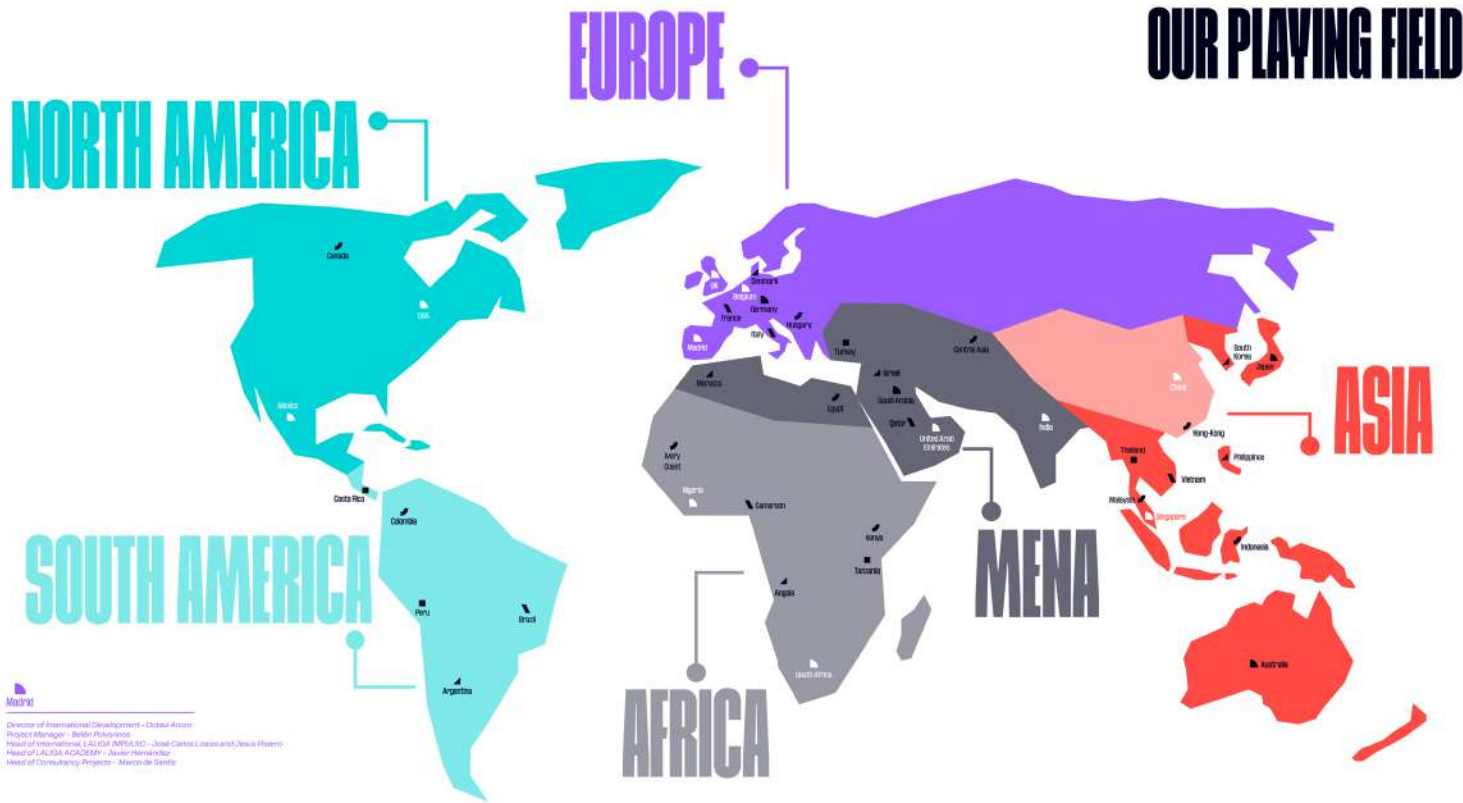 OUR PLAYING FIELD
EUROPE
NORTH AMERICA
Canada
USA
Mexico
Costa Rica
UK
Denmark
Belgium
Germany
France
Hungary
Italy
Madrid
Turkey
Central Asia
Morocco
Israel
Egypt
Saudi Arabia
Qatar
United Arab
Emirates
India
South
Korea
Japan
China
Hong-Kong
ASIA
Thailand
Philippines
Vietnam
Malaysia
Singapore
Indonesia
Australia
Ivory
Coast
Nigeria
Cameroon
Kenya
Tanzania
Angola
South Africa
MENA
AFRICA
SOUTH AMERICA
Colombia
Peru
Brazil
Argentina
Madrid
Director of International Development - Octavi Anoro
Project Manager - Belén Polvorinos
Head of International, LALIGA IMPULSO - José Carlos and Jesús Pizarro
Head of LALIGA ACADEMY - Javier Hernández
Head of Consultancy Projects - Marco de Santis